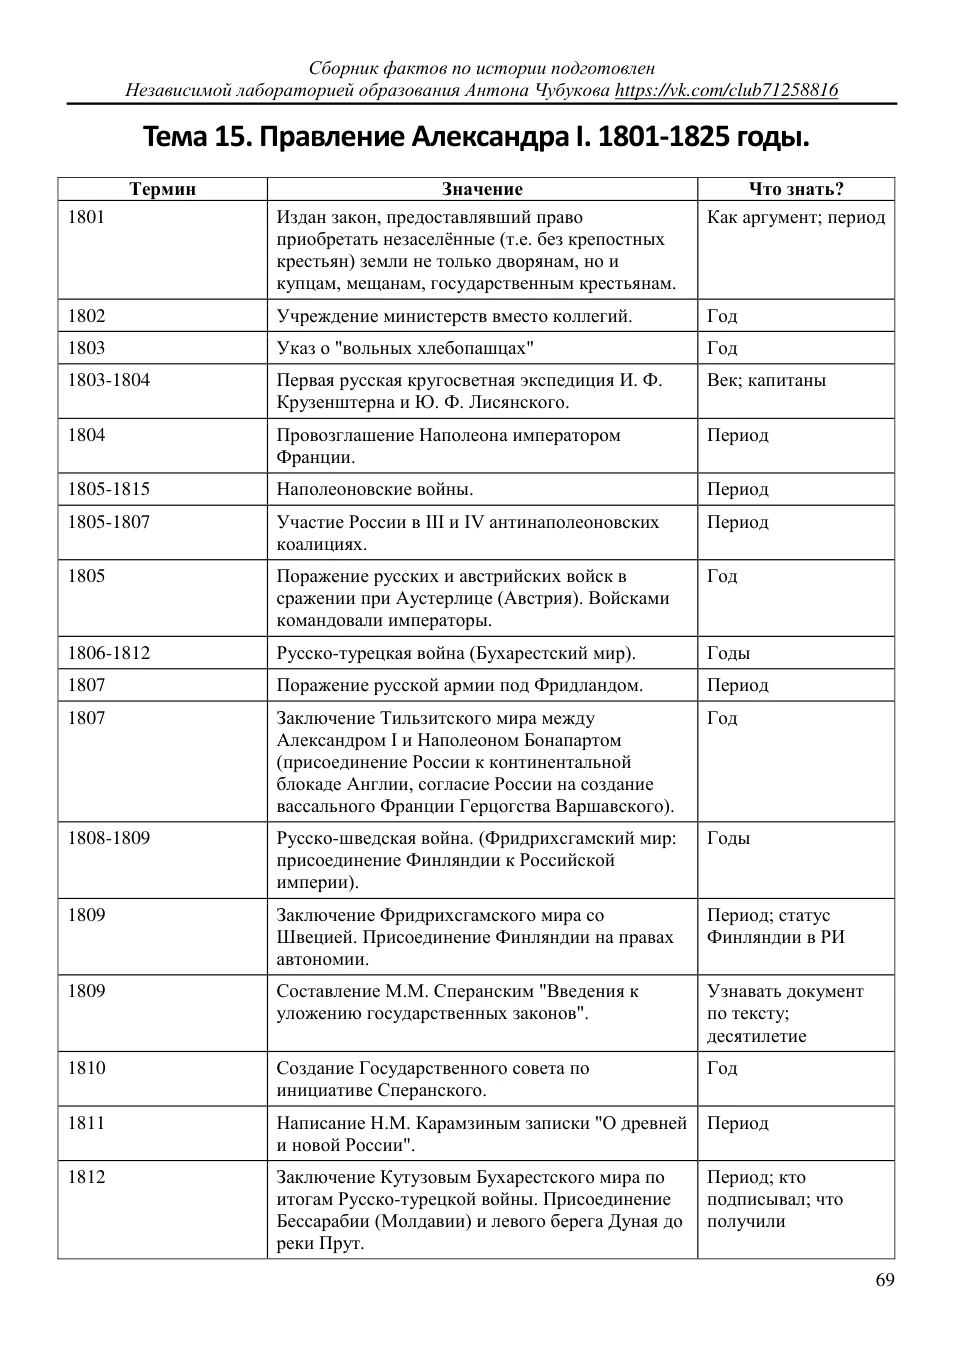 Сборник фактов по истории подготовлен
Независимой лабораторией образования Антона Чубукова https://vk.com/club71258816
Тема 15. Правление Александра I. 1801-1825 годы.
Термин Значение Что знать?
1801 Издан закон, предоставлявший право Как аргумент; период
приобретать незаселённые (т.е. без крепостных
крестьян) земли не только дворянам, но и
купцам, мещанам, государственным крестьянам.
1802 Учреждение министерств вместо коллегий. Год
1803 Указ о "вольных хлебопашцах" Год
1803-1804 Первая русская кругосветная экспедиция И. Ф. Век; капитаны
Крузенштерна и Ю. Ф. Лисянского.
1804 Провозглашение Наполеона императором Период
Франции.
1805-1815 Наполеоновские войны. Период
1805-1807 Участие России в III и IV антинаполеоновских Период
коалициях.
1805 Поражение русских и австрийских войск в Год
сражении при Аустерлице (Австрия). Войсками
командовали императоры.
1806-1812 Русско-турецкая война (Бухарестский мир). Годы
1807 Поражение русской армии под Фридландом. Период
1807 Заключение Тильзитского мира между Год
Александром I и Наполеоном Бонапартом
(присоединение России к континентальной
блокаде Англии, согласие России на создание
вассального Франции Герцогства Варшавского).
1808-1809 Русско-шведская война. (Фридрихсгамский мир: Годы
присоединение Финляндии к Российской
империи).
1809 Заключение Фридрихсгамского мира со Период; статус
Швецией. Присоединение Финляндии на правах Финляндии в РИ
автономии.
1809 Составление М.М. Сперанским "Введения к Узнавать документ
уложению государственных законов". по тексту;
десятилетие
1810 Создание Государственного совета по Год
инициативе Сперанского.
1811 Написание Н.М. Карамзиным записки "О древней Период
и новой России".
1812 Заключение Кутузовым Бухарестского мира по Период; кто
итогам Русско-турецкой войны. Присоединение подписывал; что
Бессарабии (Молдавии) и левого берега Дуная до получили
реки Прут.
69